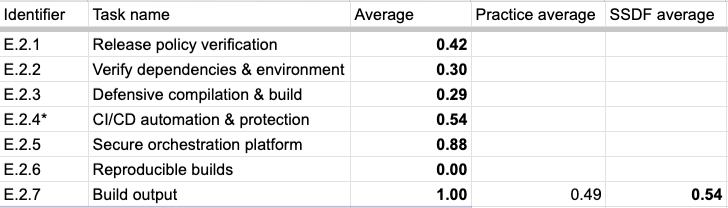 Identifier Task name Average Practice average SSDF average
E.2.1 Release policy verification 0.42
E.2.2 Verify dependencies & environment 0.30
E.2.3 Defensive compilation & build 0.29
E.2.4* CI/CD automation & protection 0.54
E.2.5 Secure orchestration platform 0.88
E.2.6 Reproducible builds 0.00
E.2.7 Build output 1.00 0.49 0.54